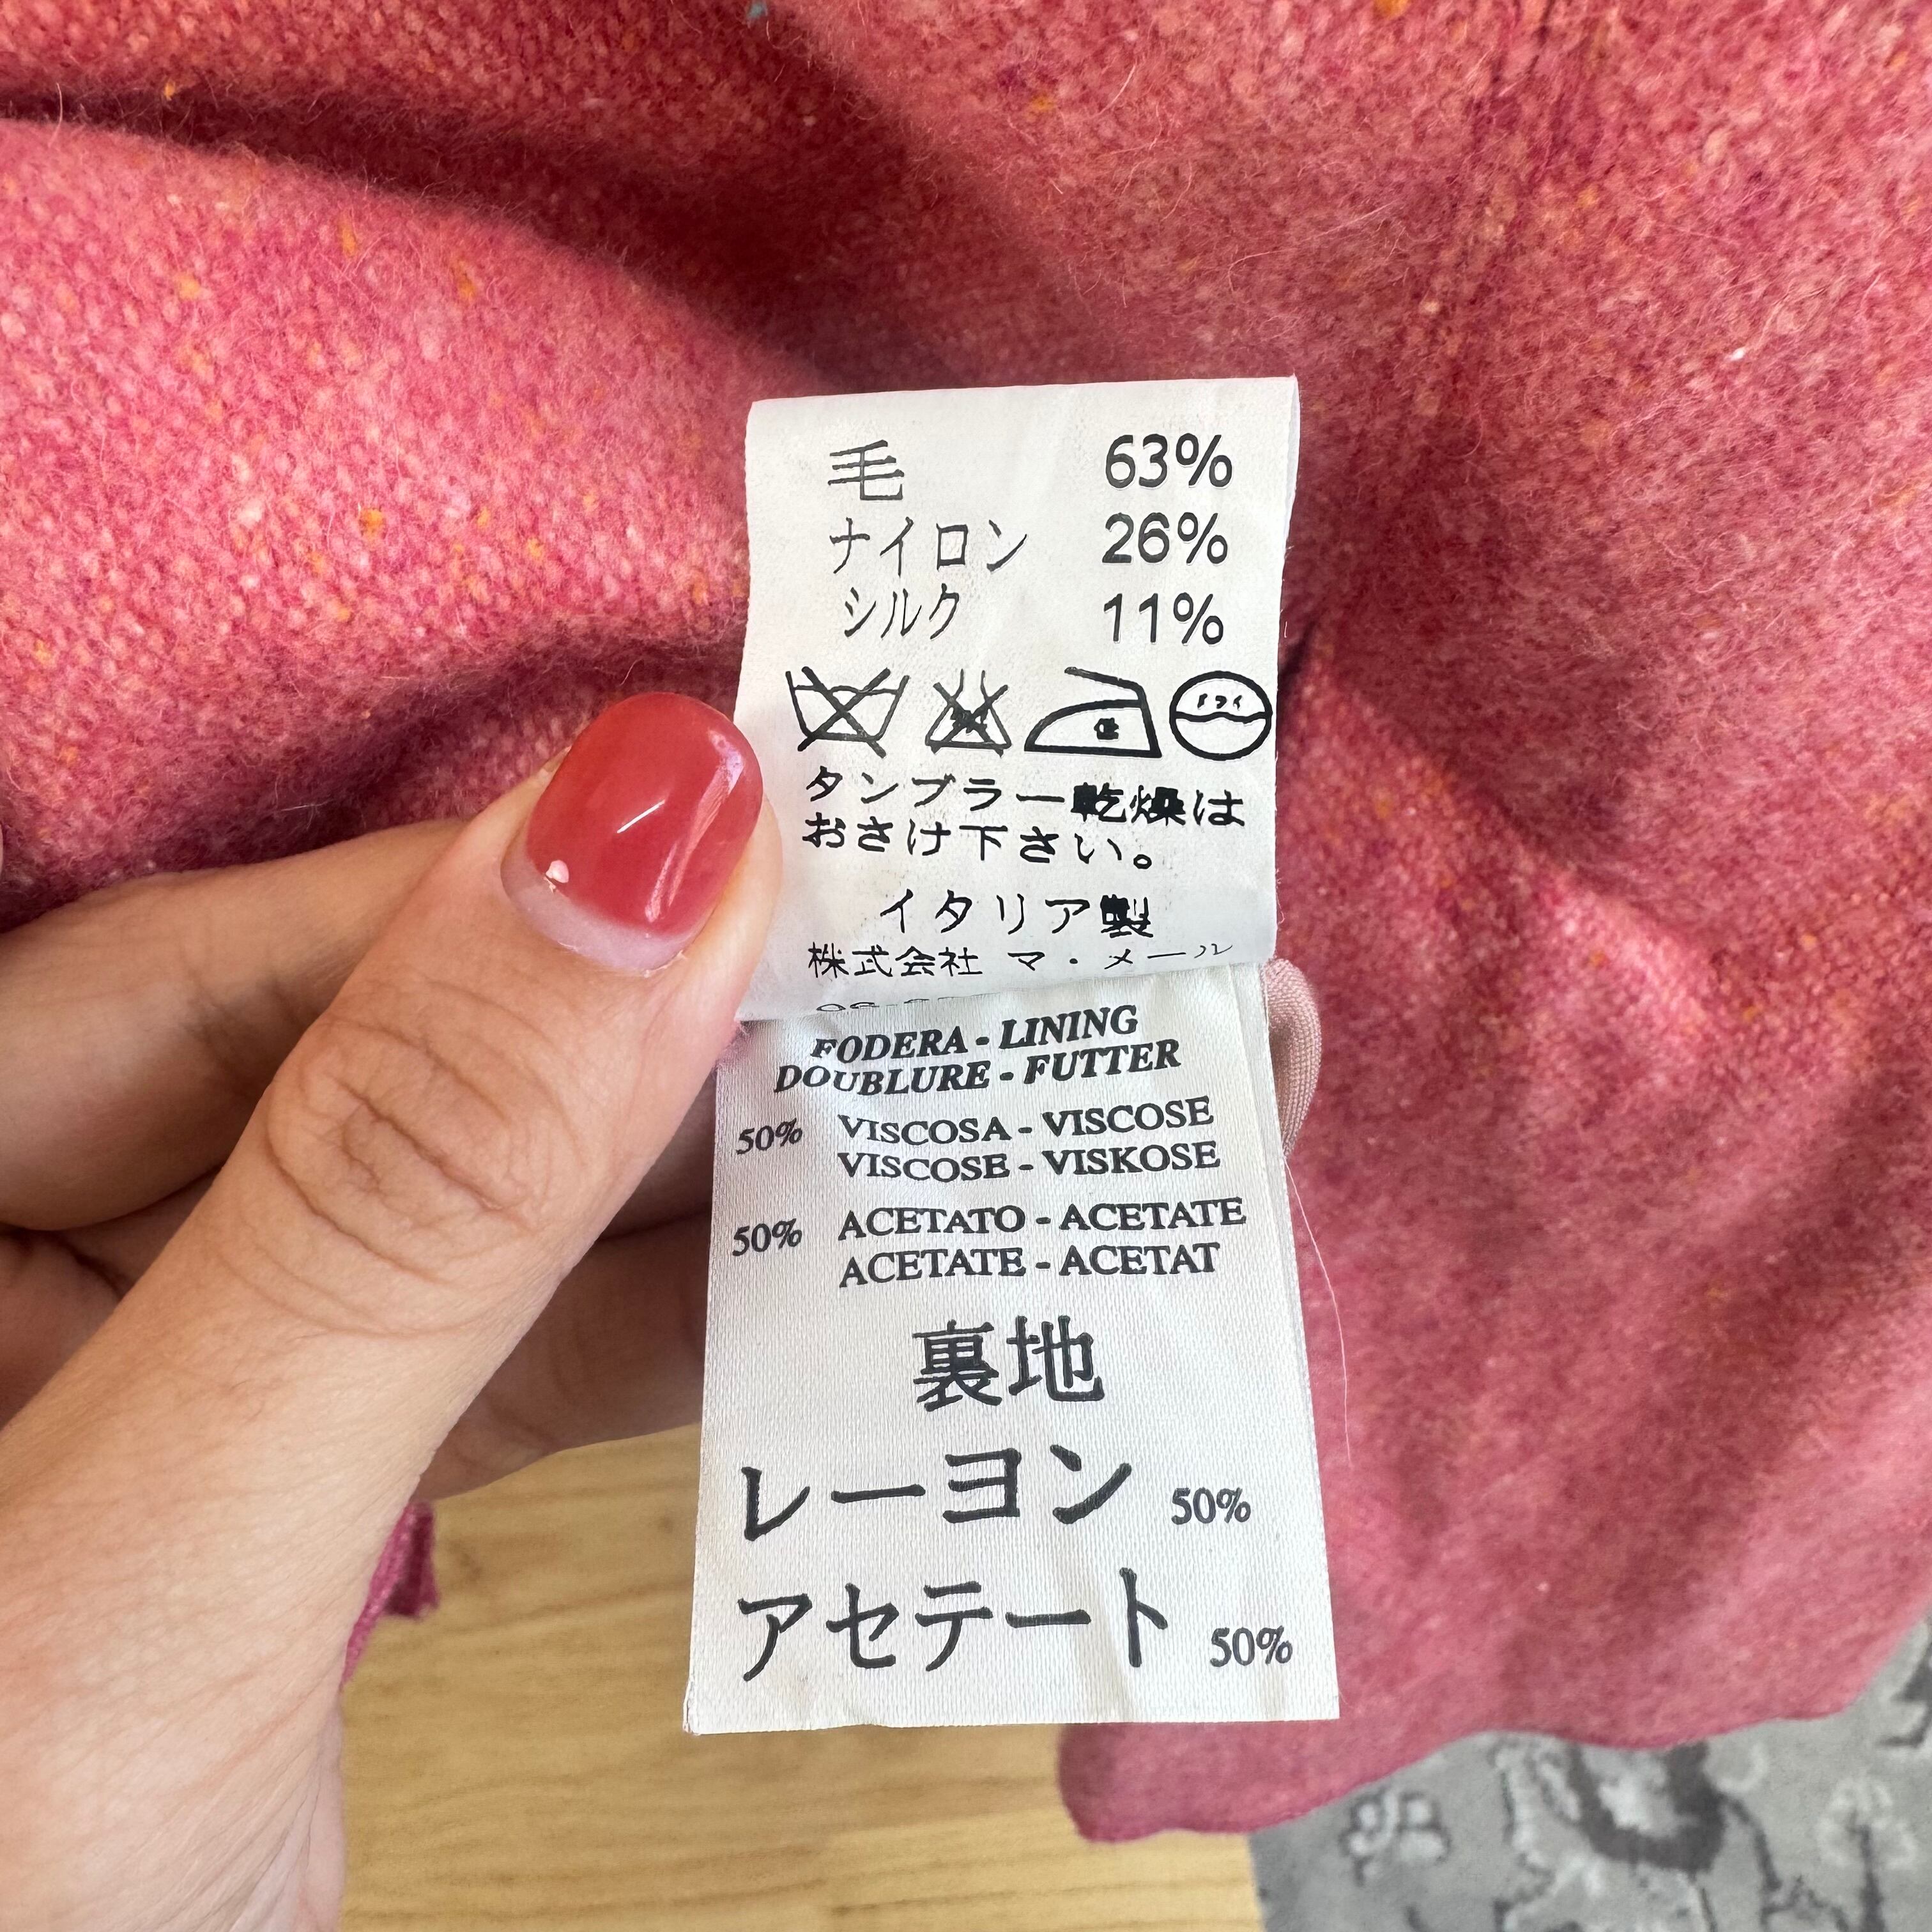 毛 63%
ナイロン 26%
シルク 11%
タンブラー乾燥は
おさけ下さい。
イタリア製
株式会社 マ・メール
FODERA - LINING
DOUBLURE - FUTTER
50% VISCOSA - VISCOSE
VISCOSE - VISKOSE
50% ACETATO - ACETATE
ACETATE - ACETAT
裏地
レーヨン 50%
アセテート 50%